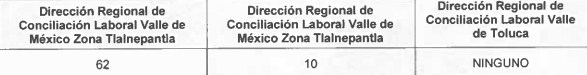 Dirección Regional de
Conciliación Laboral Valle de
México Zona Tlalnepantla
Dirección Regional de
Conciliación Laboral Valle de
México Zona Tlalnepantla
Dirección Regional de
Conciliación Laboral Valle
de Toluca
62
10
NINGUNO